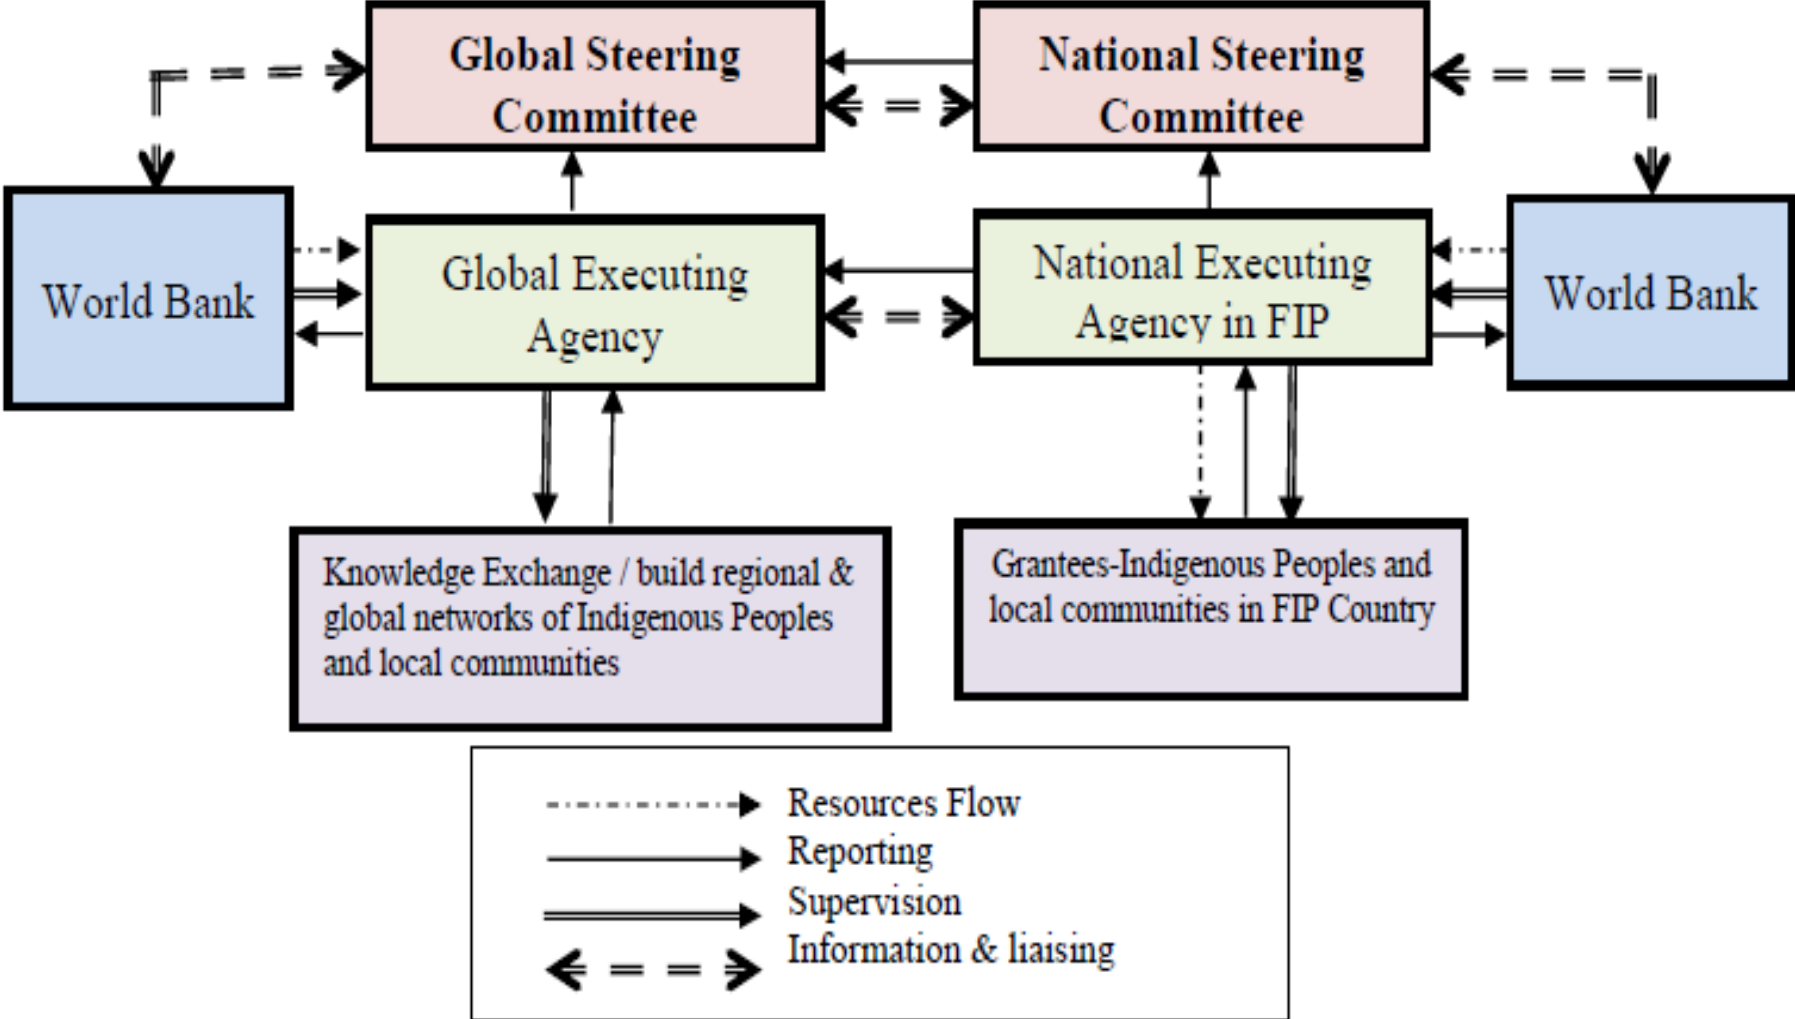 Global Steering
Committee
National Steering
Committee
World Bank
Global Executing
Agency
National Executing
Agency in FIP
World Bank
Knowledge Exchange / build regional &
global networks of Indigenous Peoples
and local communities
Grantees-Indigenous Peoples and
local communities in FIP Country
Resources Flow
Reporting
Supervision
Information & liaising